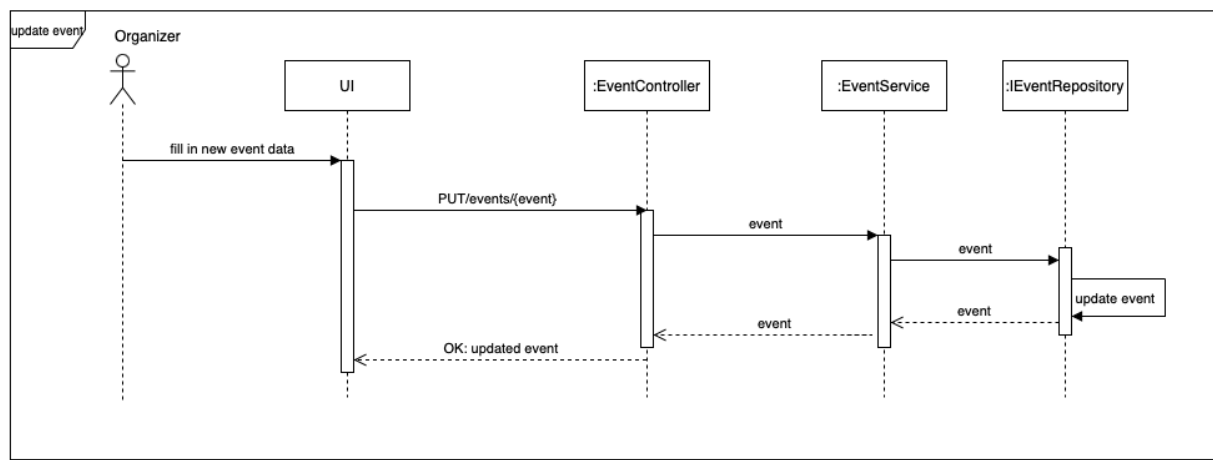 update event
Organizer
UI
:EventController
:EventService
:IEventRepository
fill in new event data
PUT/events/{event}
event
event
update event
event
event
OK: updated event